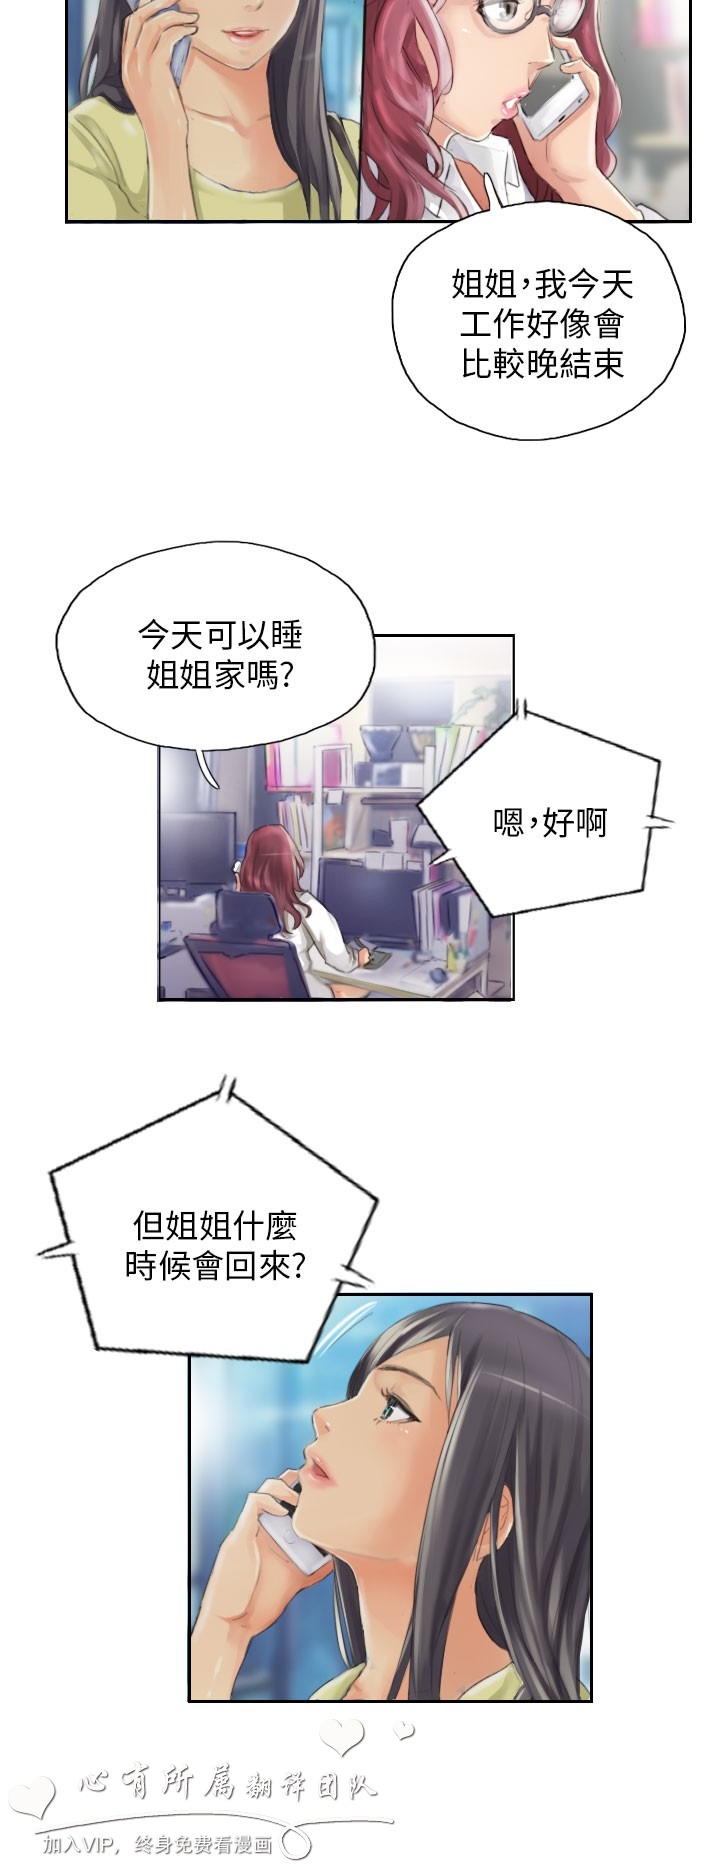 姐姐，我今天
工作好像會
比較晚結束
今天可以睡
姐姐家嗎?
嗯，好啊
但姐姐什麼
時候會回來?
心有所属翻译团队
加入VIP，终身免费看漫画